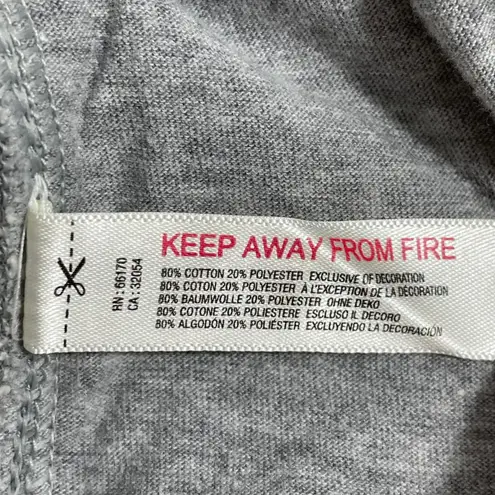 KEEP AWAY FROM FIRE
80% COTTON 20% POLYESTER EXCLUSIVE OF DECORATION
80% COTON 20% POLYESTER À L'EXCEPTION DE LA DÉCORATION
80% BAUMWOLLE 20% POLYESTER OHNE DEKO
80% COTONE 20% POLIESTERE ESCLUSO IL DECORO
80% ALGODÓN 20% POLIÉSTER EXCLUYENDO LA DECORACIÓN
RN : 66170
CA : 32054